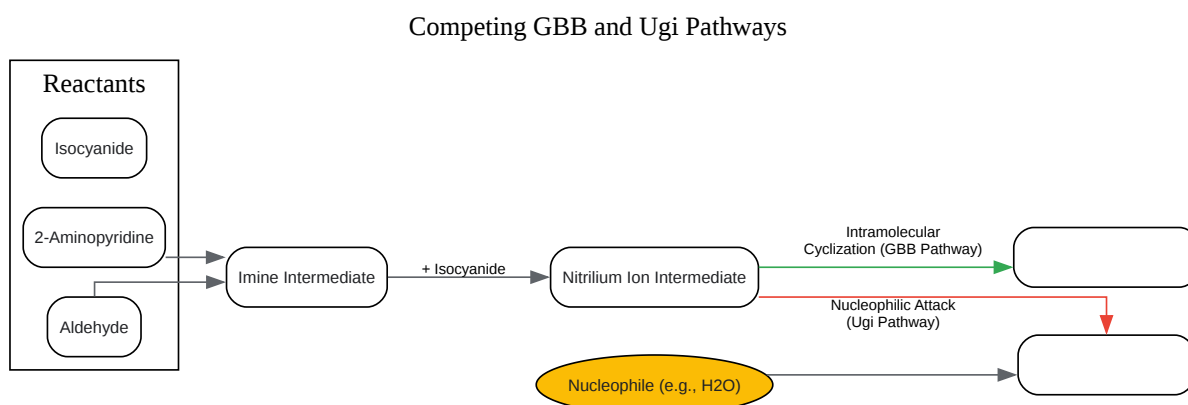 Competing GBB and Ugi Pathways
Reactants
Isocyanide
2-Aminopyridine
Aldehyde
Imine Intermediate
+ Isocyanide
Nitrilium Ion Intermediate
Intramolecular
Cyclization (GBB Pathway)
Nucleophilic Attack
(Ugi Pathway)
Nucleophile (e.g., H2O)